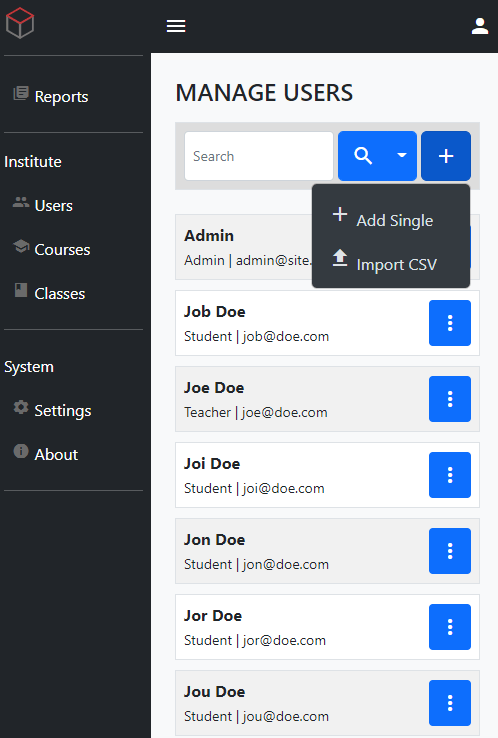 Reports
Institute
Users
Courses
Classes
System
Settings
About
MANAGE USERS
Search
Add Single
Import CSV
Admin
Admin | admin@site.
Job Doe
Student | job@doe.com
Joe Doe
Teacher | joe@doe.com
Joi Doe
Student | joi@doe.com
Jon Doe
Student | jon@doe.com
Jor Doe
Student | jor@doe.com
Jou Doe
Student | jou@doe.com